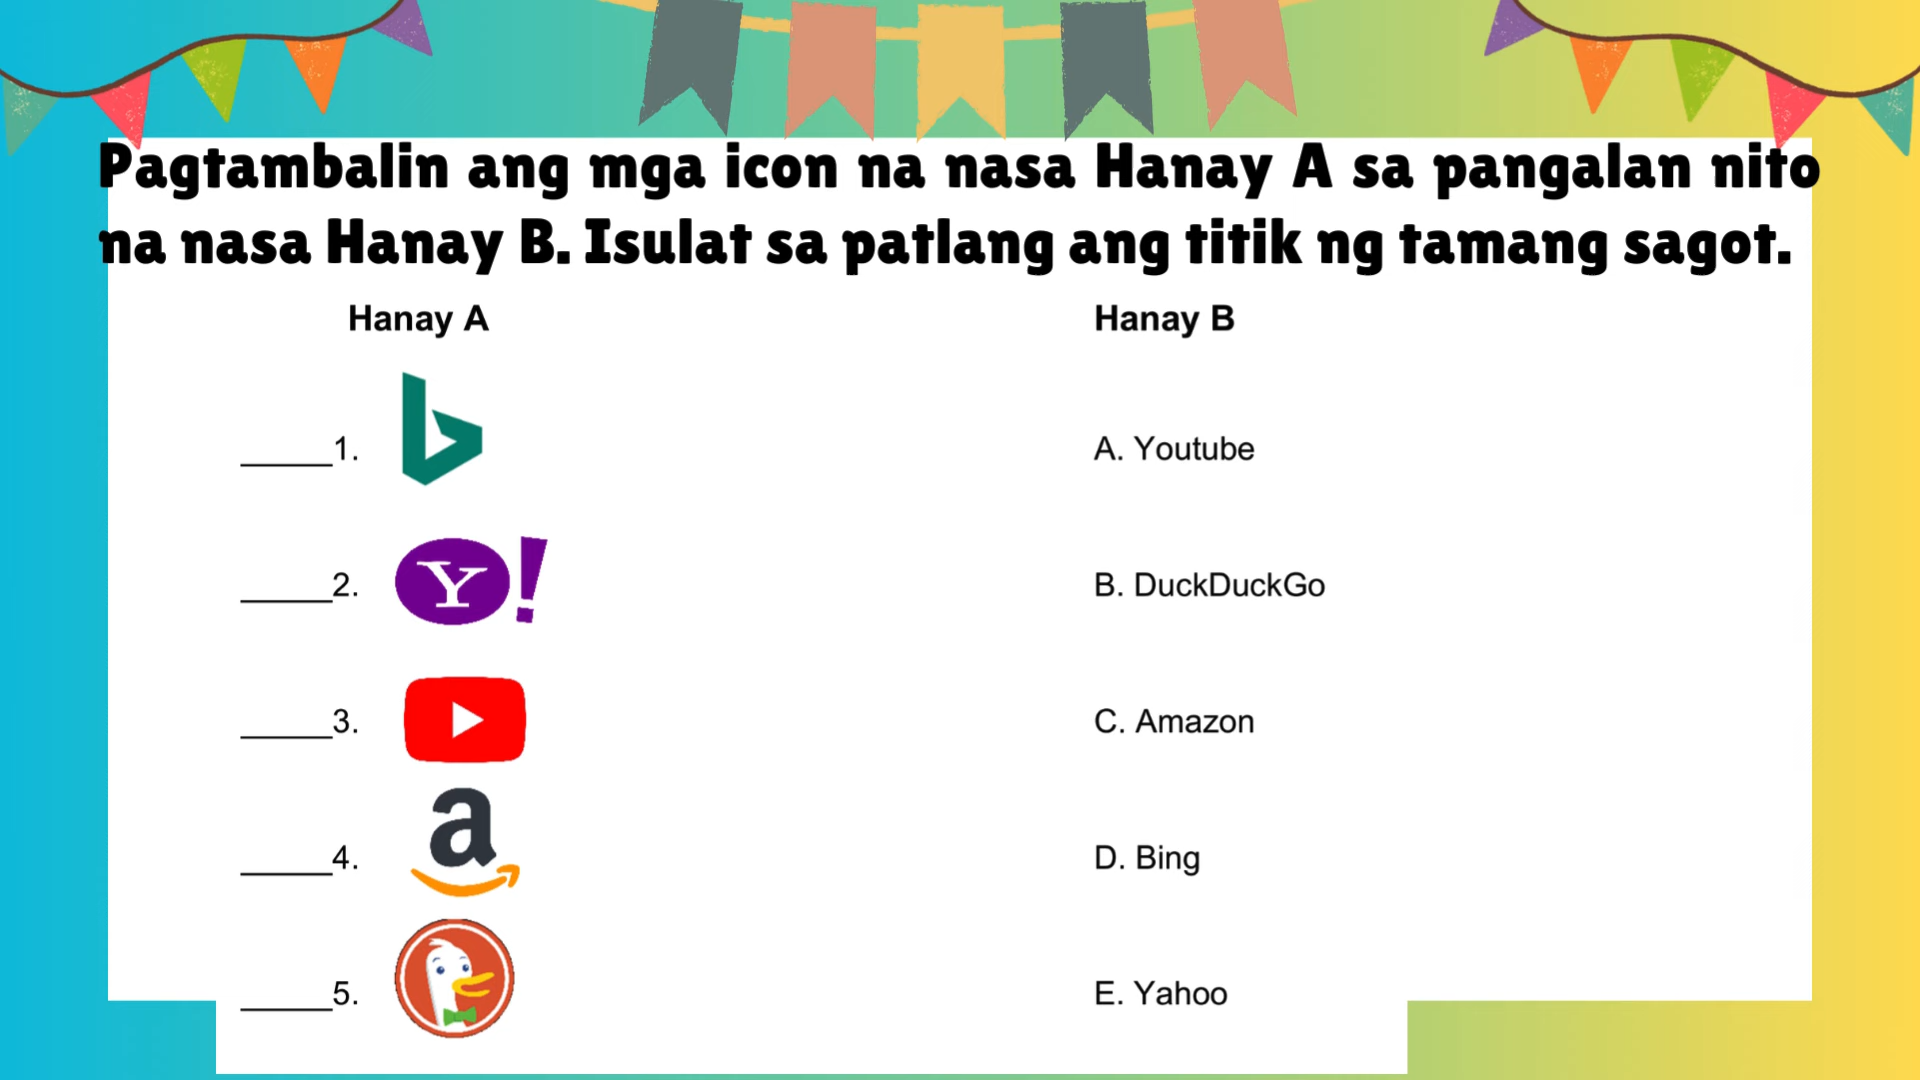 Pagtambalin ang mga icon na nasa Hanay A sa pangalan nito
na nasa Hanay B. Isulat sa patlang ang titik ng tamang sagot.
Hanay A Hanay B
_____1. b A. Youtube
_____2. Y! B. DuckDuckGo
_____3. C. Amazon
_____4. a D. Bing
_____5. E. Yahoo